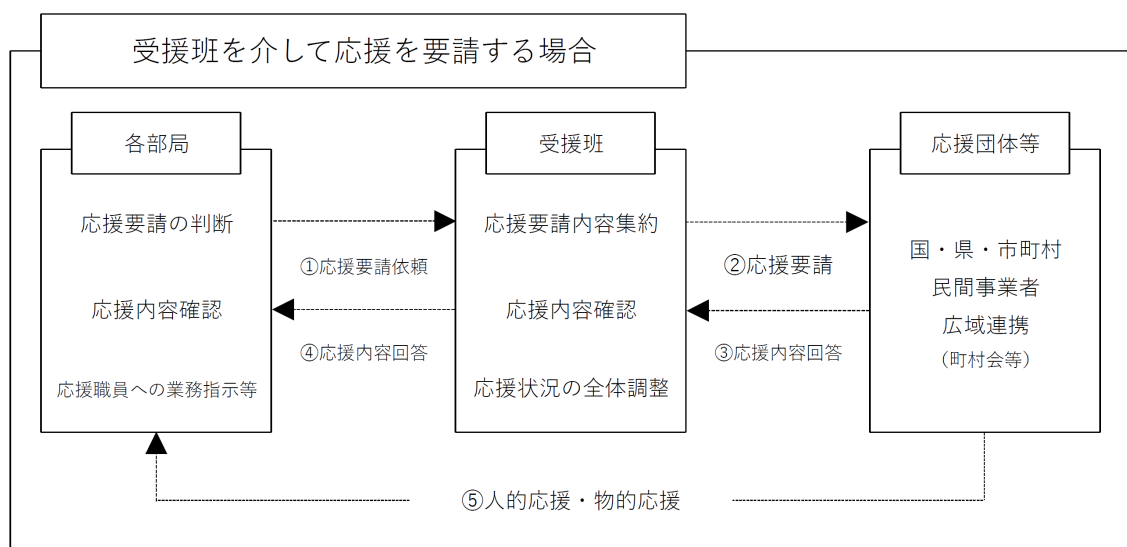 受援班を介して応援を要請する場合
各部局
応援要請の判断
応援内容確認
応援職員への業務指示等
①応援要請依頼
④応援内容回答
受援班
応援要請内容集約
応援内容確認
応援状況の全体調整
②応援要請
③応援内容回答
応援団体等
国・県・市町村
民間事業者
広域連携
（町村会等）
⑤人的応援・物的応援